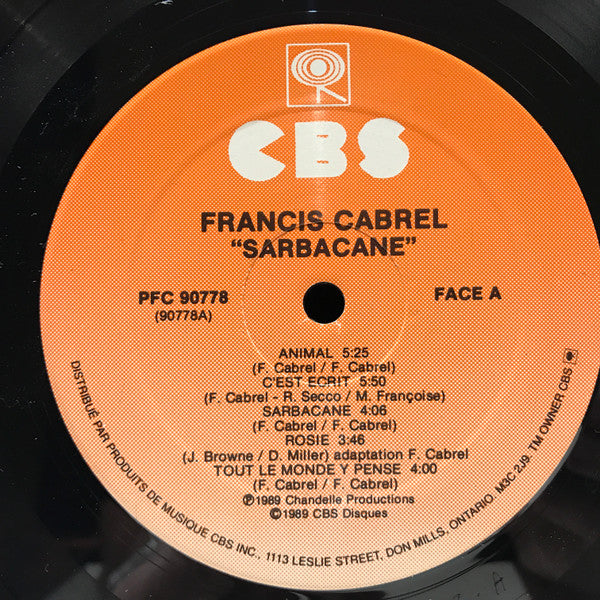 CBS
FRANCIS CABREL
“SARBACANE”
PFC 90778
(90778A)
FACE A
ANIMAL 5:25
(F. Cabrel / F. Cabrel)
C'EST ECRIT 5:50
(F. Cabrel - R. Secco / M. Françoise)
SARBACANE 4:06
(F. Cabrel / F. Cabrel)
ROSIE 3:46
(J. Browne / D. Miller) adaptation F. Cabrel
TOUT LE MONDE Y PENSE 4:00
(F. Cabrel / F. Cabrel)
℗1989 Chandelle Productions
©1989 CBS Disques
DISTRIBUÉ PAR PRODUITS DE MUSIQUE CBS INC., 1113 LESLIE STREET, DON MILLS, ONTARIO M3C 2J9. TM OWNER CBS